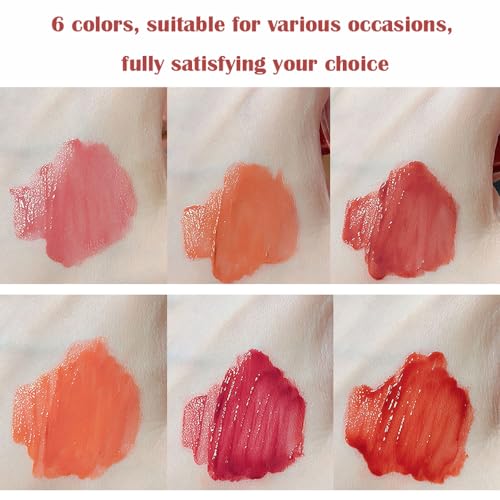 6 colors, suitable for various occasions,
fully satisfying your choice